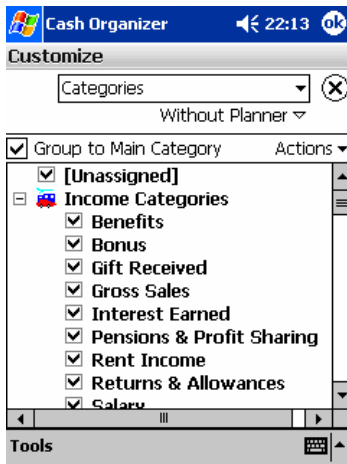 Cash Organizer 22:13 ok
Customize
Categories
Without Planner
Group to Main Category Actions
[Unassigned]
Income Categories
Benefits
Bonus
Gift Received
Gross Sales
Interest Earned
Pensions & Profit Sharing
Rent Income
Returns & Allowances
Salary
Tools